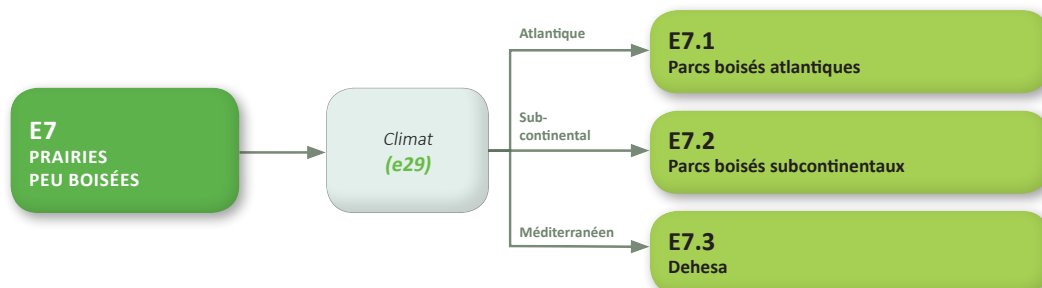 E7
PRAIRIES
PEU BOISÉES
Climat
(e29)
Atlantique
E7.1
Parcs boisés atlantiques
Sub-
continental
E7.2
Parcs boisés subcontinentaux
Méditerranéen
E7.3
Dehesa